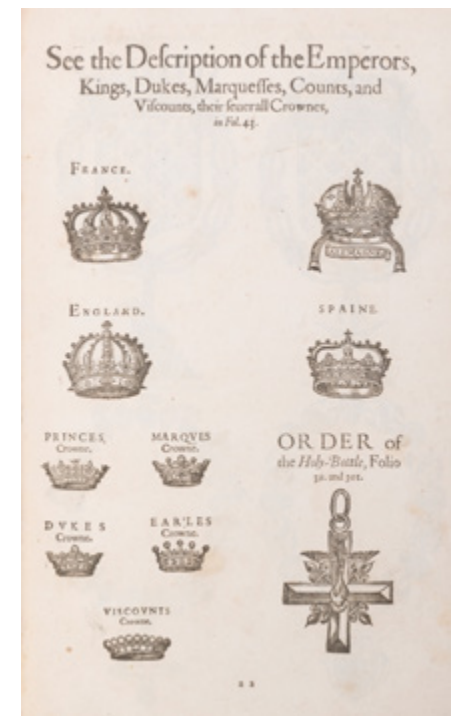 See the Deſcription of the Emperors,
Kings, Dukes, Marqueſſes, Counts, and
Viſcounts, their ſeuerall Crownes,
in Fol. 45.
FRANCE.
ENGLAND.
SPAINE
PRINCES
Crowne.
MARQVES
Crowne.
DVKES
Crowne.
EARLES
Crowne.
VISCOVNTS
Crowne.
ORDER of
the Holy-Bottle, Folio
and